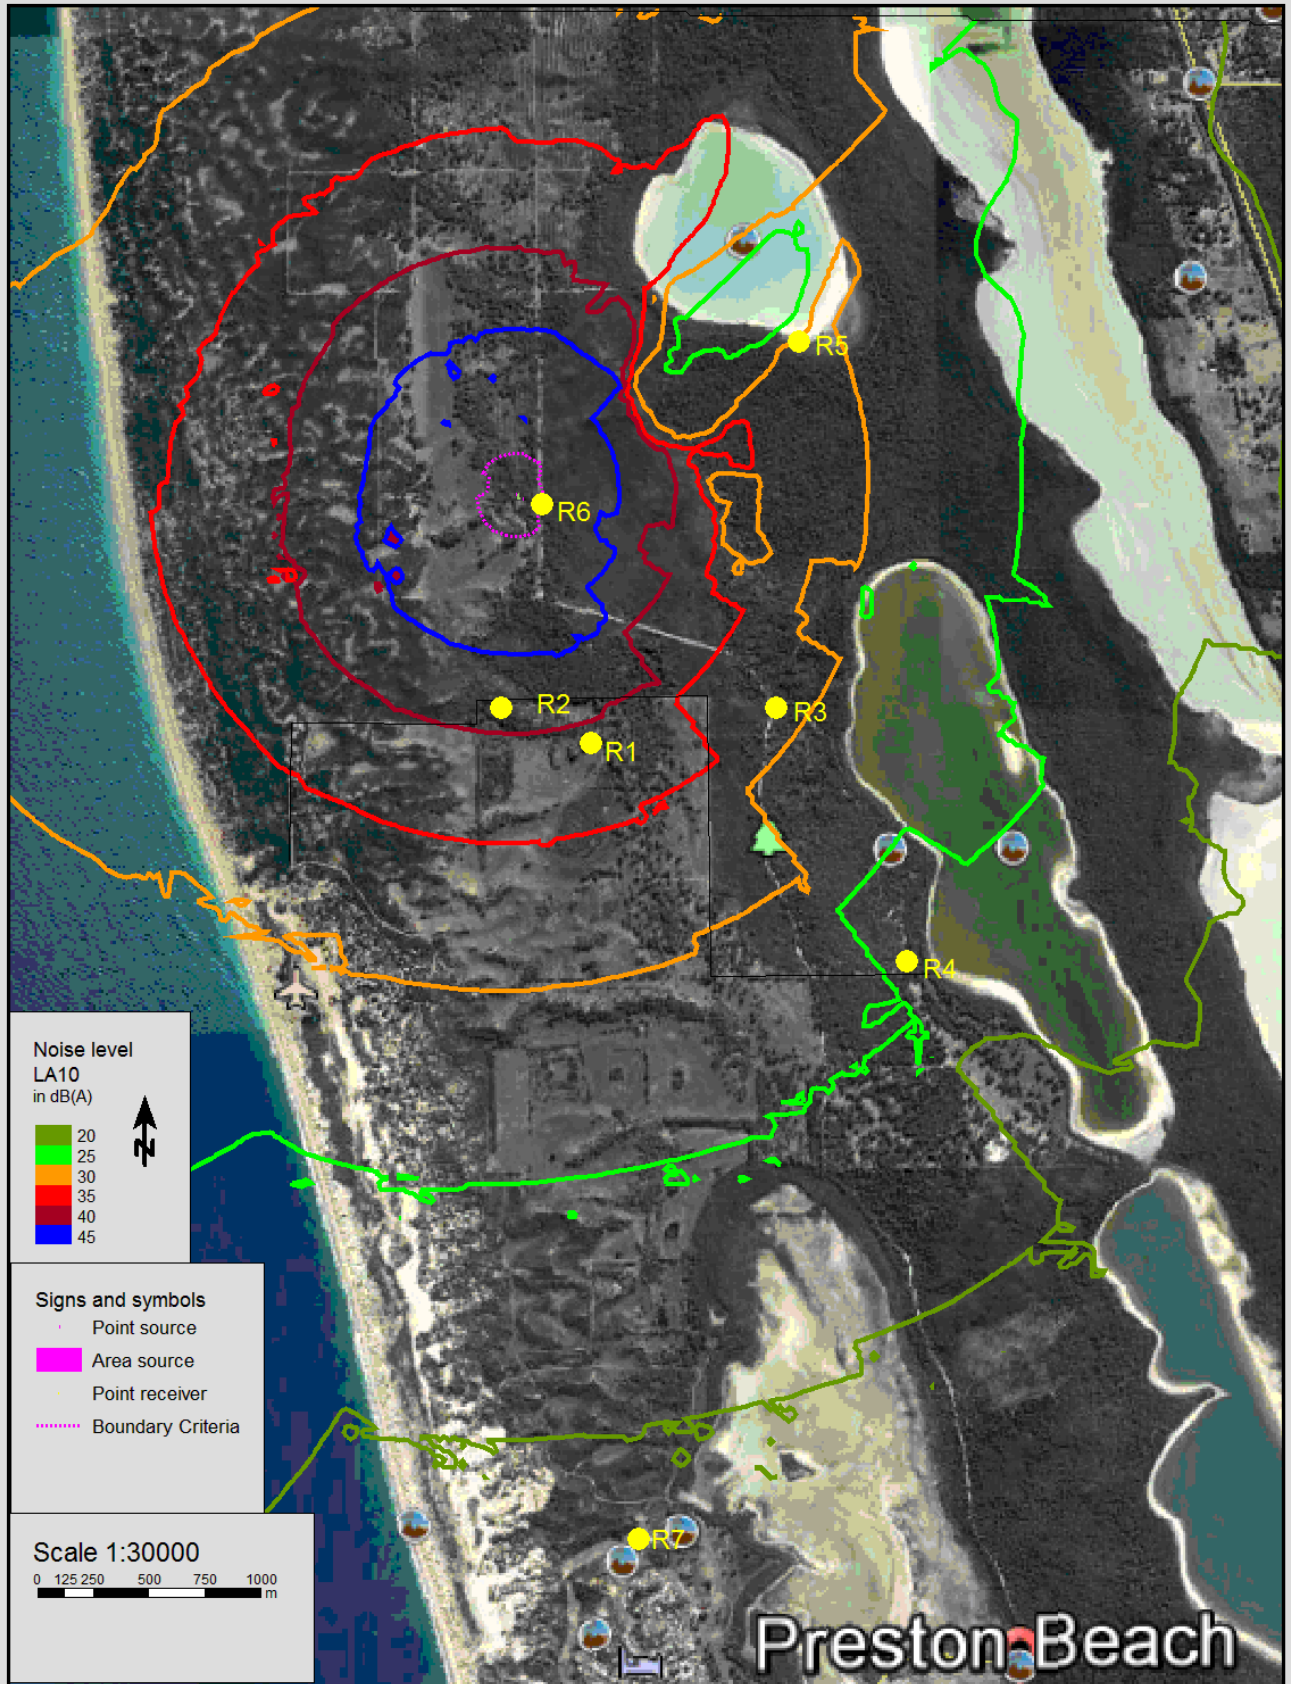 R5
R6
R2
R3
R1
R4
Noise level
LA10
in dB(A)
N
20
25
30
35
40
45
Signs and symbols
Point source
Area source
Point receiver
Boundary Criteria
Scale 1:30000
0 125 250 500 750 1000
m
R7
Preston Beach